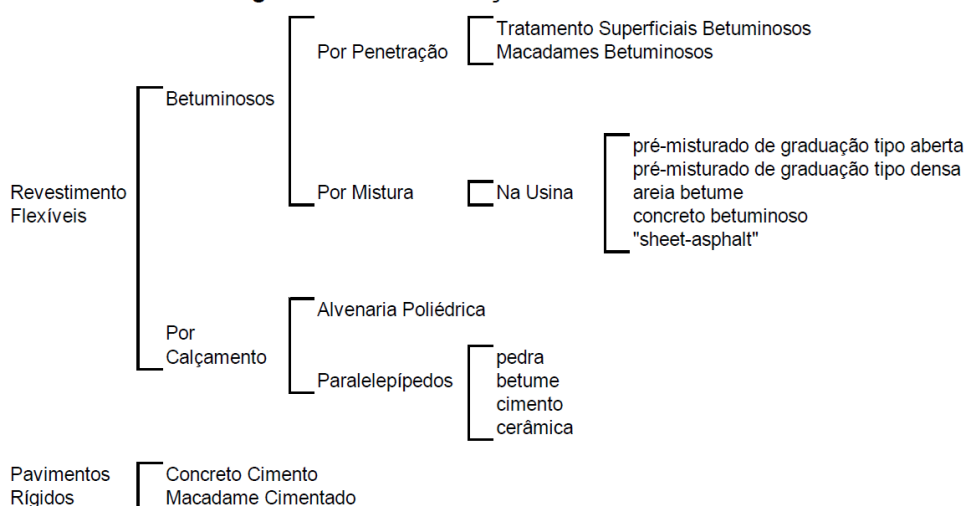 Tratamento Superficiais Betuminosos
Por Penetração
Macadames Betuminosos
Betuminosos
pré-misturado de graduação tipo aberta
pré-misturado de graduação tipo densa
Revestimento
Por Mistura
Na Usina
areia betume
Flexíveis
concreto betuminoso
"sheet-asphalt"
Alvenaria Poliédrica
Por
Calçamento
pedra
Paralelepípedos
betume
cimento
cerâmica
Pavimentos
Concreto Cimento
Rígidos
Macadame Cimentado